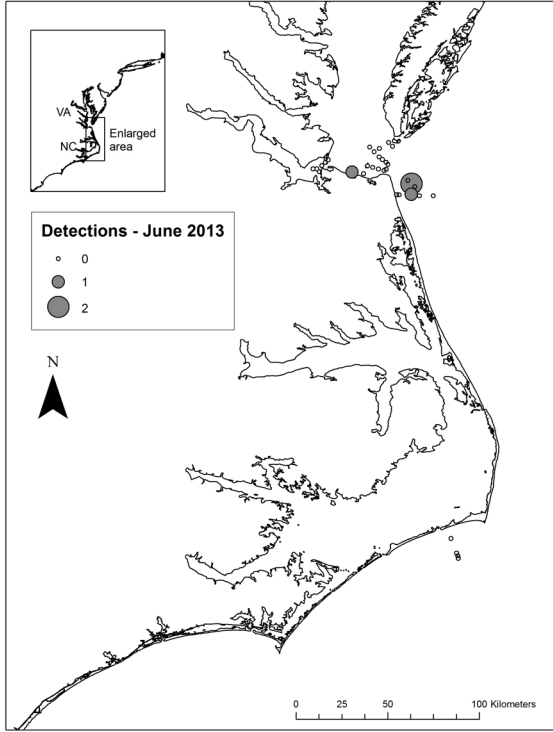 VA
NC
Enlarged
area
Detections - June 2013
0
1
2
N
0 25 50 100 Kilometers